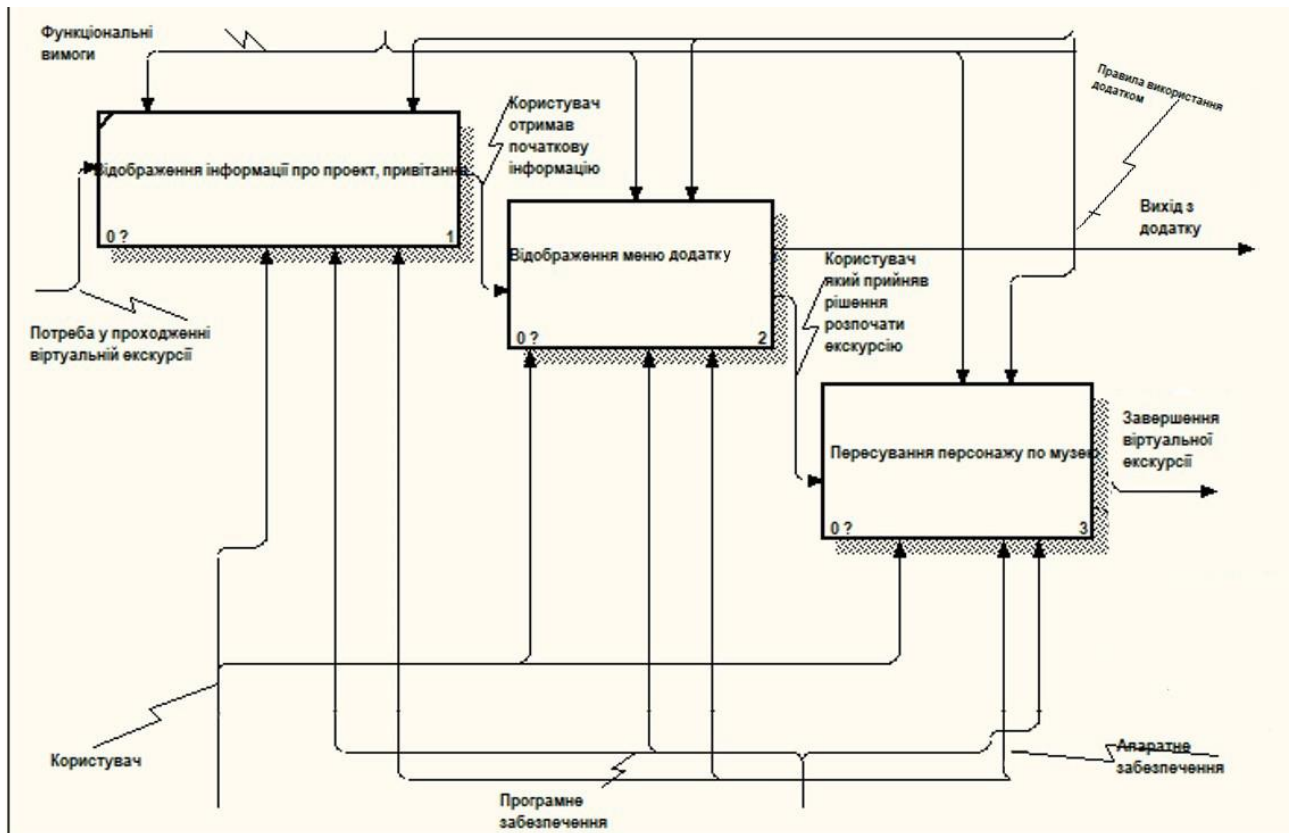 Функціональні
вимоги
Правила використання
додатком
Користувач
отримав
початкову
інформацію
Відображення інформації про проект, привітання
0 ?
1
Вихід з
додатку
Відображення меню додатку
Користувач
який прийняв
рішення
розпочати
екскурсію
0 ?
2
Потреба у проходженні
віртуальній екскурсії
Завершення
віртуальної
екскурсії
Пересування персонажу по музею
0 ?
3
Користувач
Апаратне
забезпечення
Програмне
забезпечення